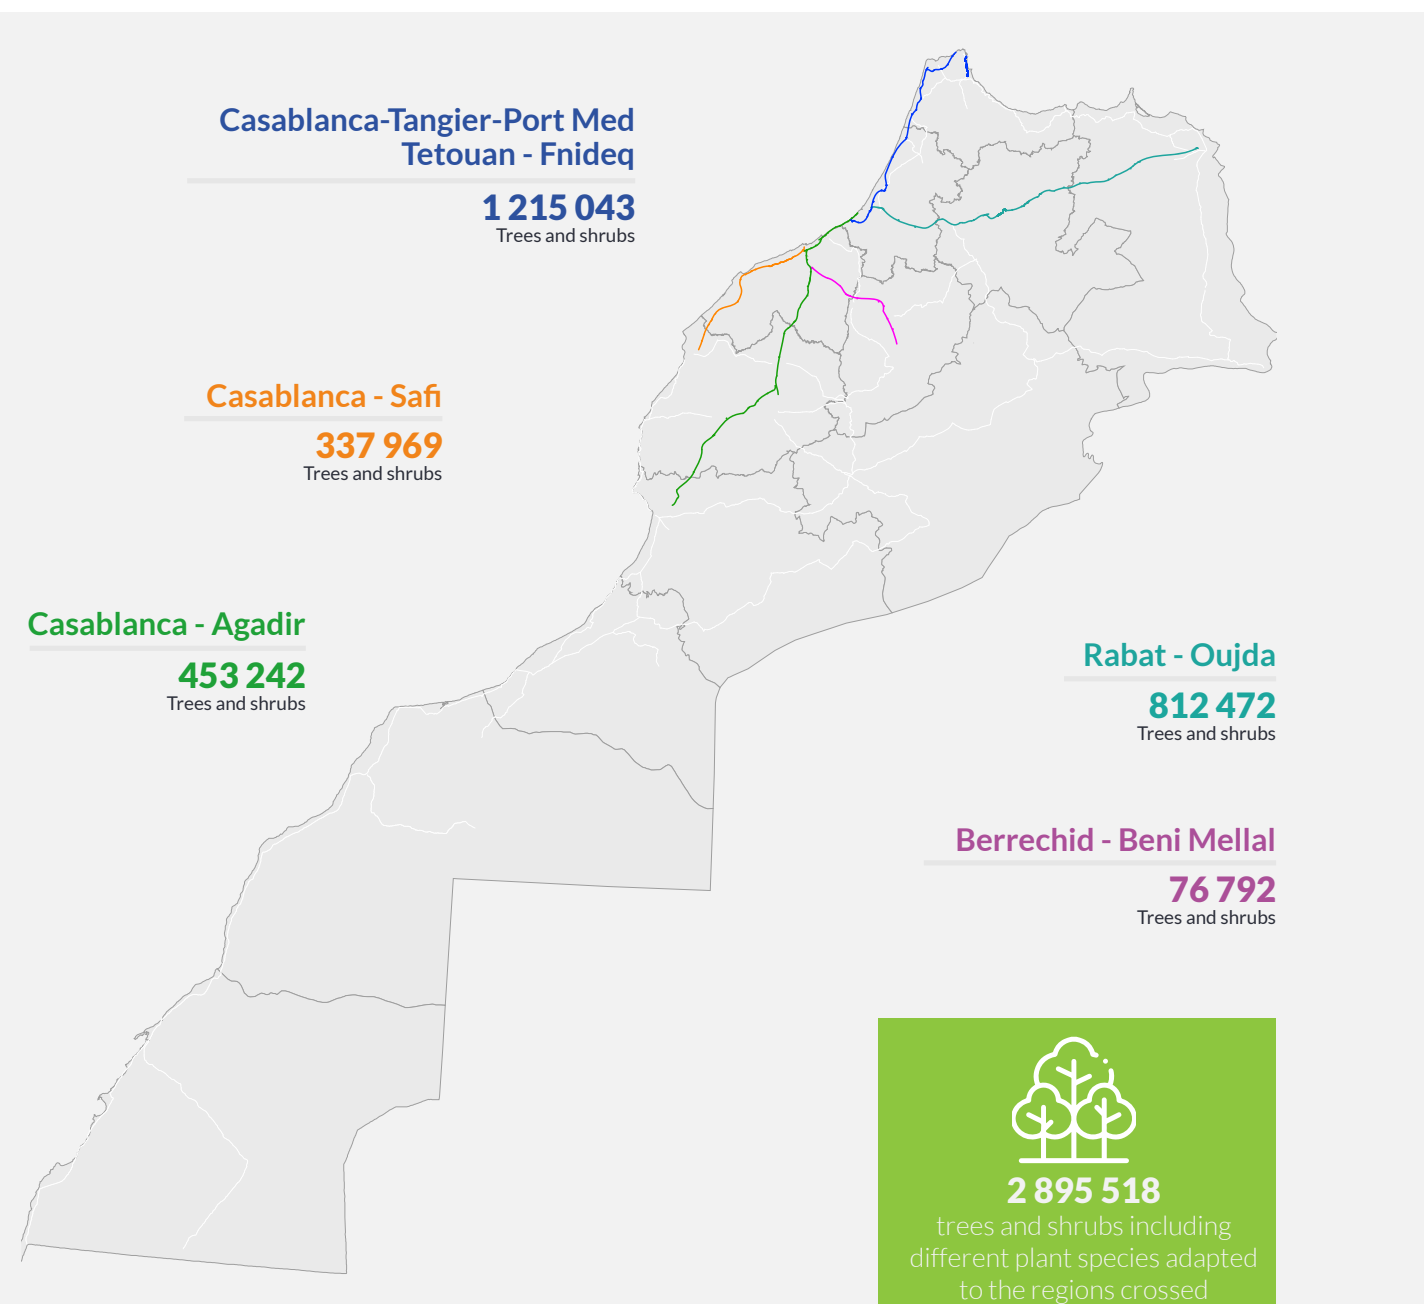 Casablanca-Tangier-Port Med
Tetouan - Fnideq
1 215 043
Trees and shrubs
Casablanca - Safi
337 969
Trees and shrubs
Casablanca - Agadir
453 242
Trees and shrubs
Rabat - Oujda
812 472
Trees and shrubs
Berrechid - Beni Mellal
76 792
Trees and shrubs
2 895 518
trees and shrubs including
different plant species adapted
to the regions crossed